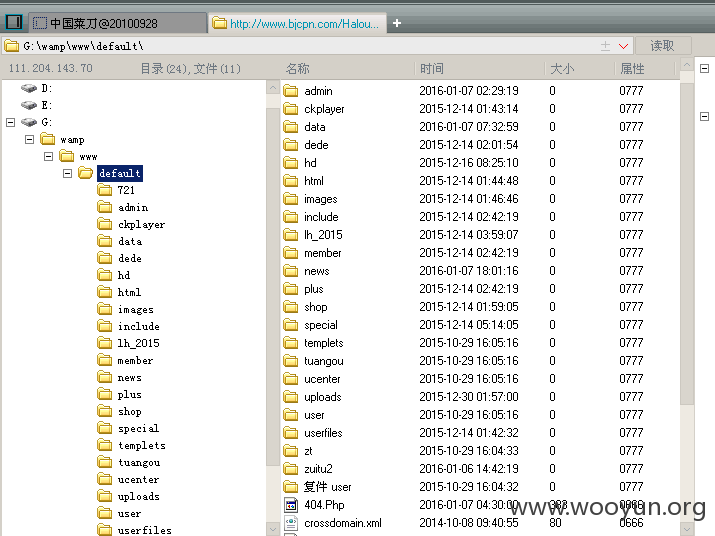 中国菜刀@20100928 http://www.bjcpn.com/Halou... +
G:\wamp\www\default\ 读取
111.204.143.70 目录(24),文件(11) 名称 时间 大小 属性
D:
E:
G:
wamp
www
default
721
admin
ckplayer
data
dede
hd
html
images
include
lh_2015
member
news
plus
shop
special
templets
tuangou
ucenter
uploads
user
userfiles
admin 2016-01-07 02:29:19 0 0777
ckplayer 2015-12-14 01:43:14 0 0777
data 2016-01-07 07:32:59 0 0777
dede 2015-12-14 02:01:54 0 0777
hd 2015-12-16 08:25:10 0 0777
html 2015-12-14 01:44:48 0 0777
images 2015-12-14 01:46:46 0 0777
include 2015-12-14 02:42:19 0 0777
lh_2015 2015-12-14 03:59:07 0 0777
member 2015-12-14 02:42:19 0 0777
news 2016-01-07 18:01:16 0 0777
plus 2015-12-14 02:42:19 0 0777
shop 2015-12-14 01:59:05 0 0777
special 2015-12-14 05:14:05 0 0777
templets 2015-10-29 16:05:16 0 0777
tuangou 2015-10-29 16:05:16 0 0777
ucenter 2015-10-29 16:05:16 0 0777
uploads 2015-12-30 01:57:00 0 0777
user 2015-10-29 16:05:16 0 0777
userfiles 2015-12-14 01:42:32 0 0777
zt 2015-10-29 16:04:33 0 0777
zuitu2 2016-01-06 14:42:19 0 0777
复件 user 2015-10-29 16:04:32 0 0777
404.Php 2016-01-07 04:30:00 0666
crossdomain.xml 2014-10-08 09:40:55 80 0666
www.wooyun.org